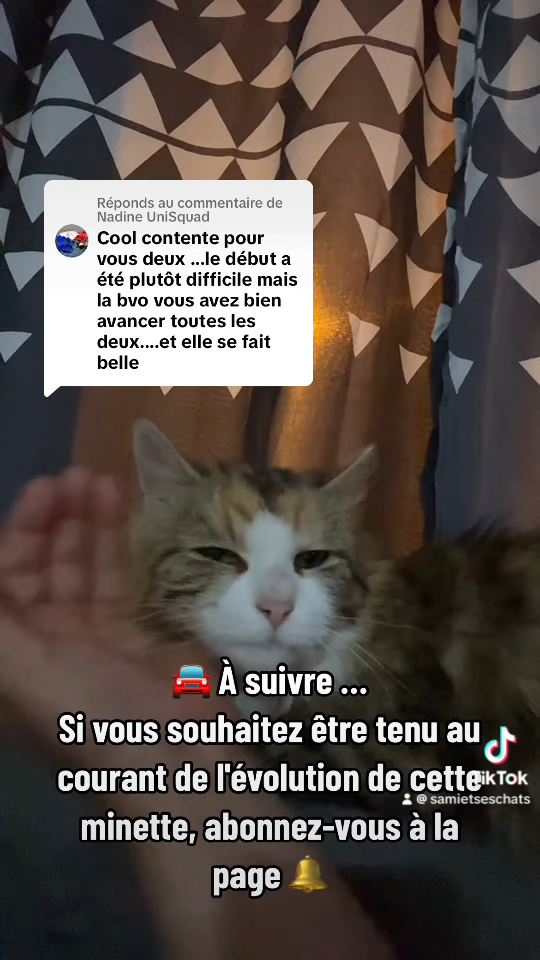 Réponds au commentaire de
Nadine UniSquad
Cool contente pour
vous deux ...le début a
été plutôt difficile mais
la bvo vous avez bien
avancer toutes les
deux....et elle se fait
belle
🚘 À suivre ...
Si vous souhaitez être tenu au
courant de l'évolution de cette
minette, abonnez-vous à la
page 🔔
TikTok
@samietseschats